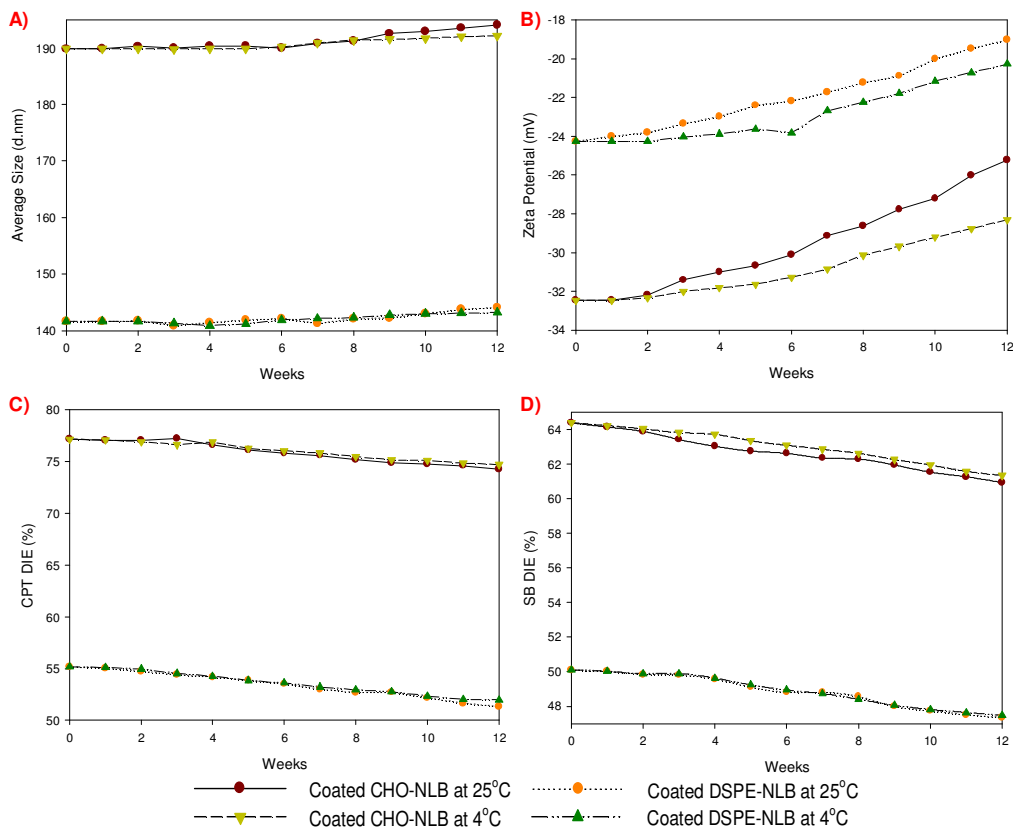 A)
Average Size (d.nm)
190
180
170
160
150
140
0 2 4 6 8 10 12
Weeks
B)
Zeta Potential (mV)
-18
-20
-22
-24
-26
-28
-30
-32
-34
0 2 4 6 8 10 12
Weeks
C)
CPT DIE (%)
80
75
70
65
60
55
50
0 2 4 6 8 10 12
Weeks
D)
SB DIE (%)
64
62
60
58
56
54
52
50
48
0 2 4 6 8 10 12
Weeks
Coated CHO-NLB at 25°C
Coated DSPE-NLB at 25°C
Coated CHO-NLB at 4°C
Coated DSPE-NLB at 4°C